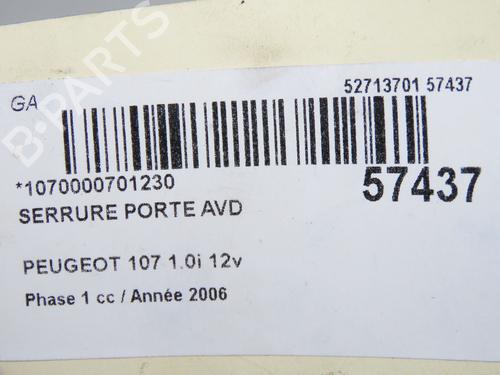 B-PARTS
GA
52713701 57437
*1070000701230
57437
SERRURE PORTE AVD
PEUGEOT 107 1.0i 12v
Phase 1 cc / Année 2006